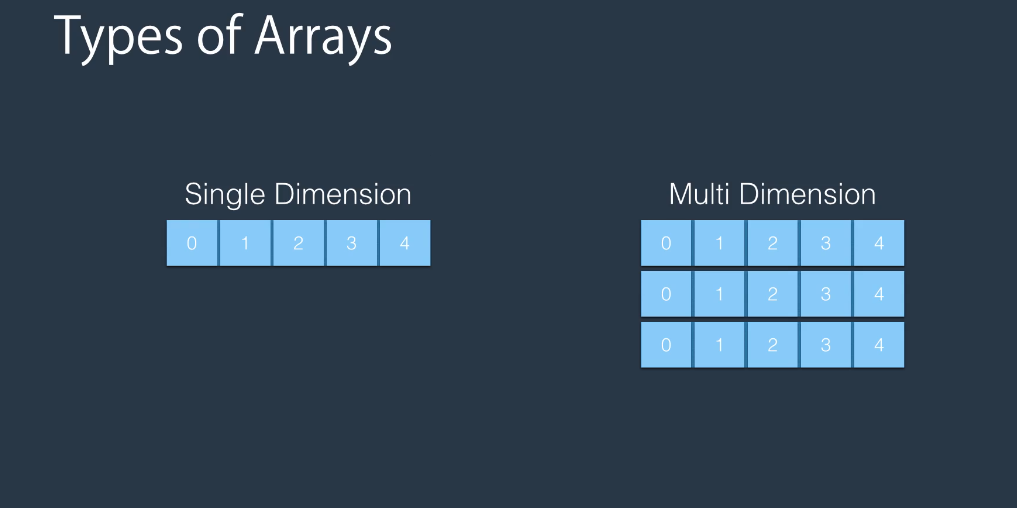 Types of Arrays
Single Dimension
0 1 2 3 4
Multi Dimension
0 1 2 3 4
0 1 2 3 4
0 1 2 3 4